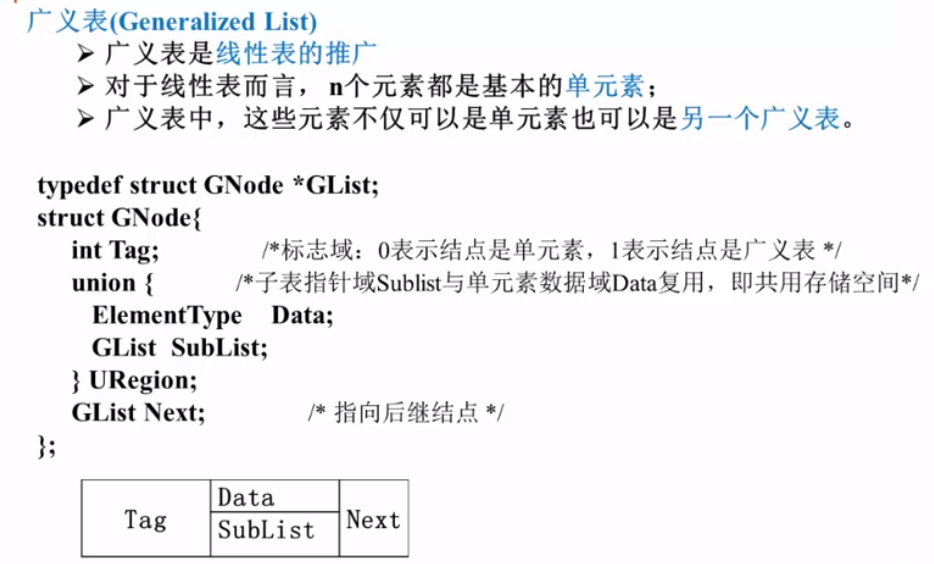 广义表(Generalized List)
➢ 广义表是线性表的推广
➢ 对于线性表而言，n个元素都是基本的单元素；
➢ 广义表中，这些元素不仅可以是单元素也可以是另一个广义表。
typedef struct GNode *GList;
struct GNode{
int Tag; /*标志域：0表示结点是单元素，1表示结点是广义表 */
union { /*子表指针域Sublist与单元素数据域Data复用，即共用存储空间*/
ElementType Data;
GList SubList;
} URegion;
GList Next; /* 指向后继结点 */
};
Tag Data Next
SubList